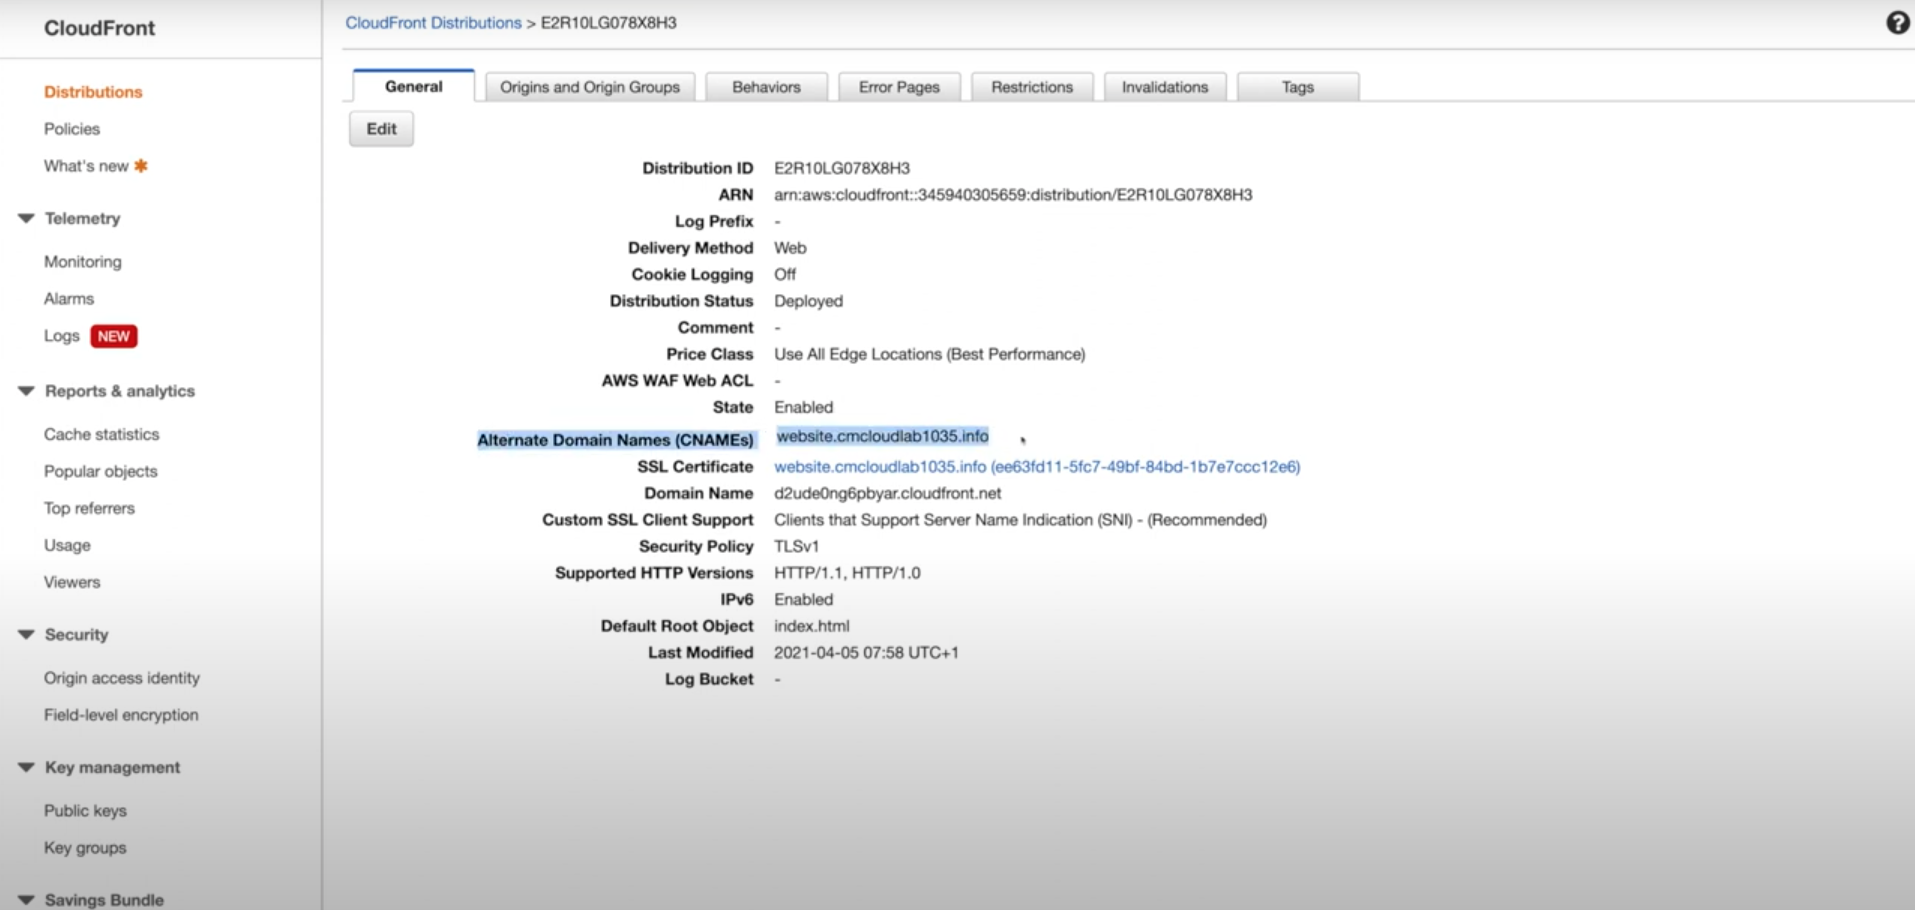 CloudFront
Distributions
Policies
What's new
Telemetry
Monitoring
Alarms
Logs NEW
Reports & analytics
Cache statistics
Popular objects
Top referrers
Usage
Viewers
Security
Origin access identity
Field-level encryption
Key management
Public keys
Key groups
Savings Bundle
CloudFront Distributions > E2R10LG078X8H3
General Origins and Origin Groups Behaviors Error Pages Restrictions Invalidations Tags
Edit
Distribution ID E2R10LG078X8H3
ARN arn:aws:cloudfront::345940305659:distribution/E2R10LG078X8H3
Log Prefix -
Delivery Method Web
Cookie Logging Off
Distribution Status Deployed
Comment -
Price Class Use All Edge Locations (Best Performance)
AWS WAF Web ACL -
State Enabled
Alternate Domain Names (CNAMEs) website.cmcloudlab1035.info
SSL Certificate website.cmcloudlab1035.info (ee63fd11-5fc7-49bf-84bd-1b7e7ccc12e6)
Domain Name d2ude0ng6pbyar.cloudfront.net
Custom SSL Client Support Clients that Support Server Name Indication (SNI) - (Recommended)
Security Policy TLSv1
Supported HTTP Versions HTTP/1.1, HTTP/1.0
IPv6 Enabled
Default Root Object index.html
Last Modified 2021-04-05 07:58 UTC+1
Log Bucket -